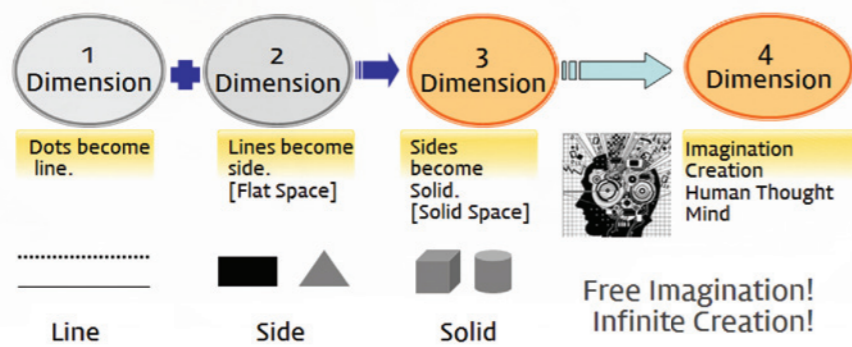 1
Dimension
2
Dimension
3
Dimension
4
Dimension
Dots become
line.
Lines become
side.
[Flat Space]
Sides
become
Solid.
[Solid Space]
Imagination
Creation
Human Thought
Mind
Line
Side
Solid
Free Imagination!
Infinite Creation!